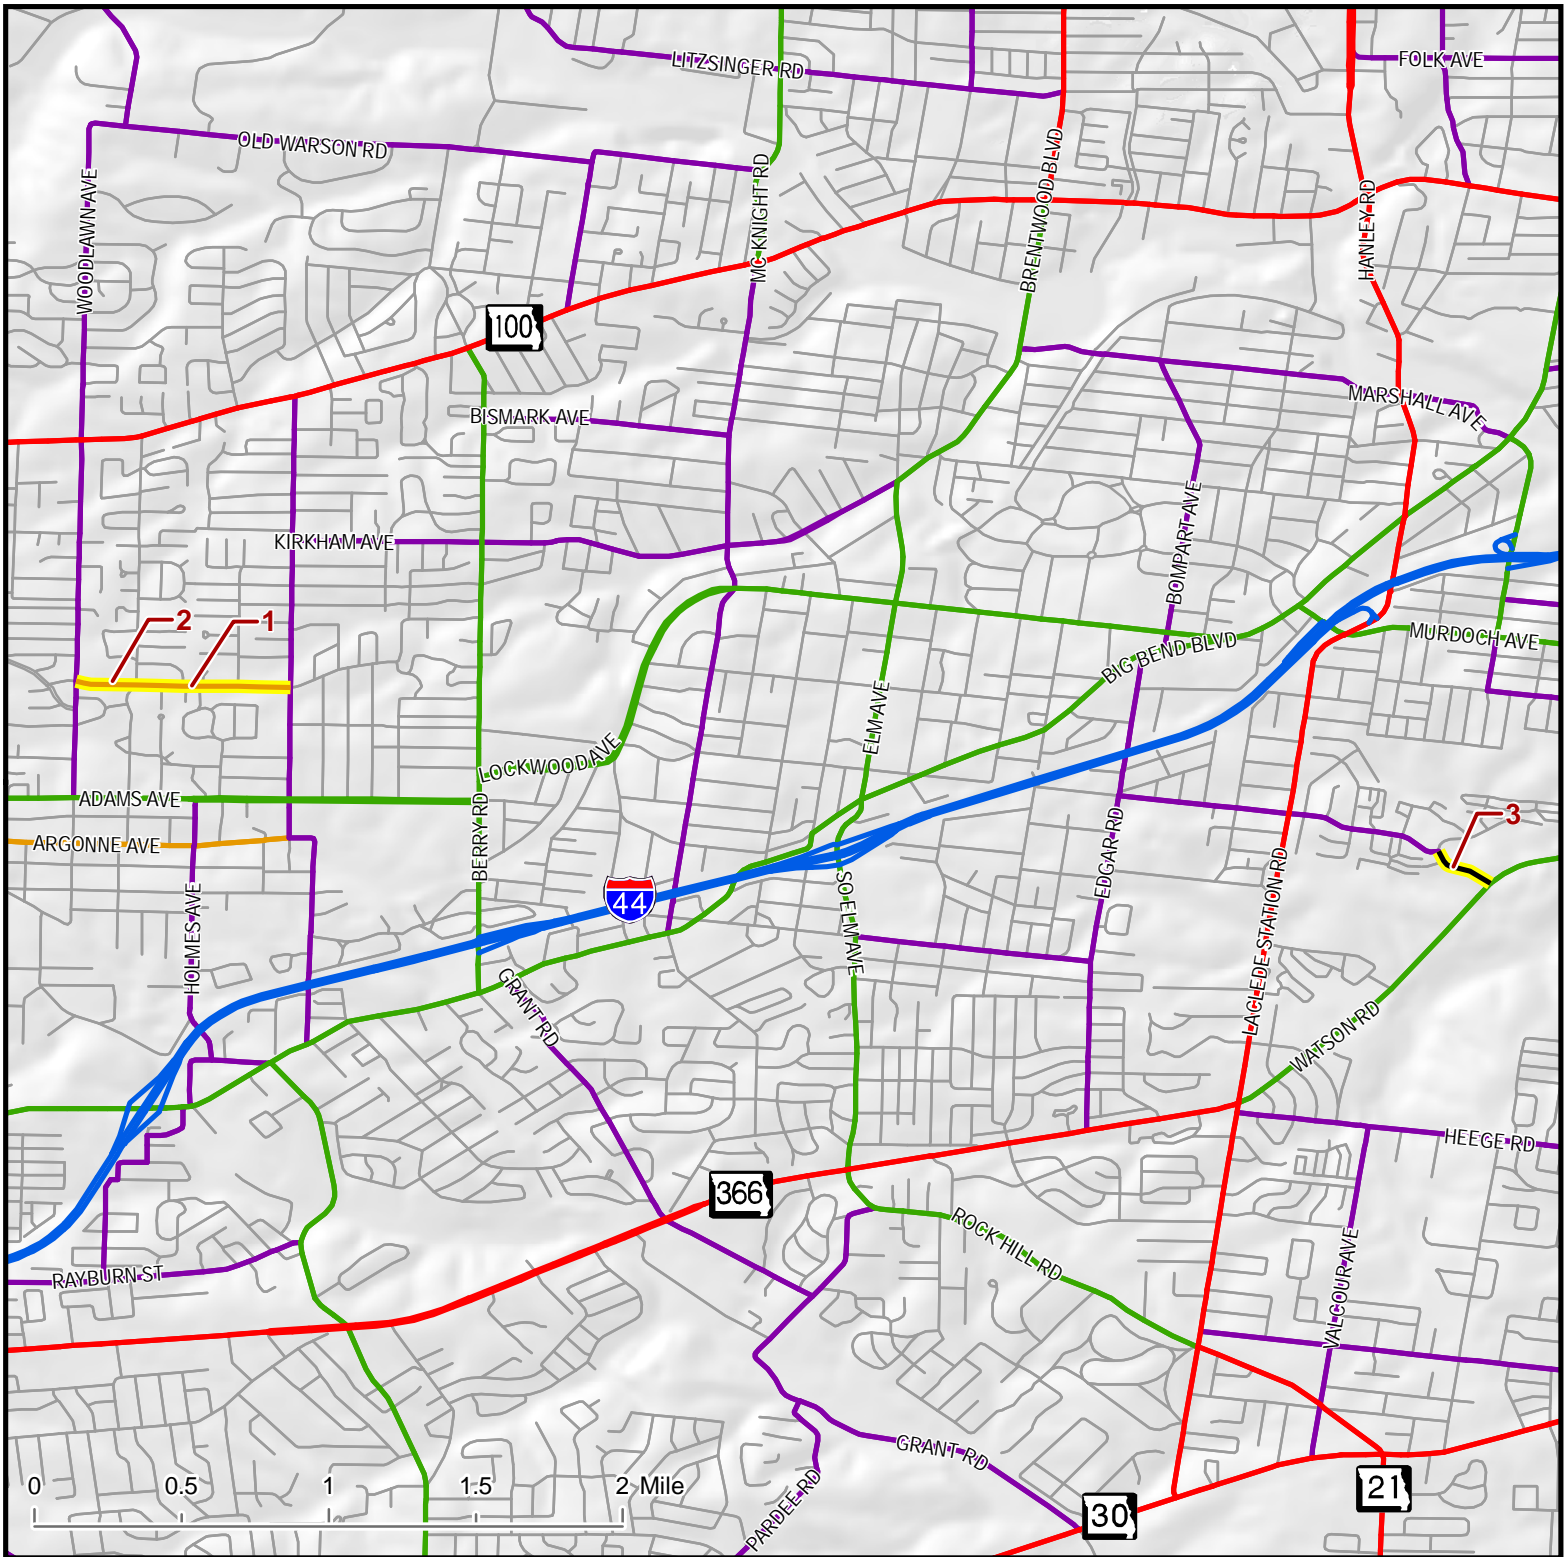 LITZSINGER RD
FOLK AVE
OLD WARSON RD
MC KNIGHT RD
BRENTWOOD BLVD
WOODLAWN AVE
HANLEY RD
100
BISMARK AVE
MARSHALL AVE
KIRKHAM AVE
BOMPART AVE
2
1
MURDOCH AVE
BIG BEND BLVD
ELM AVE
LOCKWOOD AVE
ADAMS AVE
3
ARGONNE AVE
BERRY RD
EDGAR RD
44
HOLMES AVE
SO ELM AVE
LACLEDE STATION RD
GRANT RD
WATSON RD
HEEGE RD
366
ROCK HILL RD
RAYBURN ST
VALCOUR AVE
GRANT RD
0 0.5 1 1.5 2 Mile
PARDEE RD
21
30